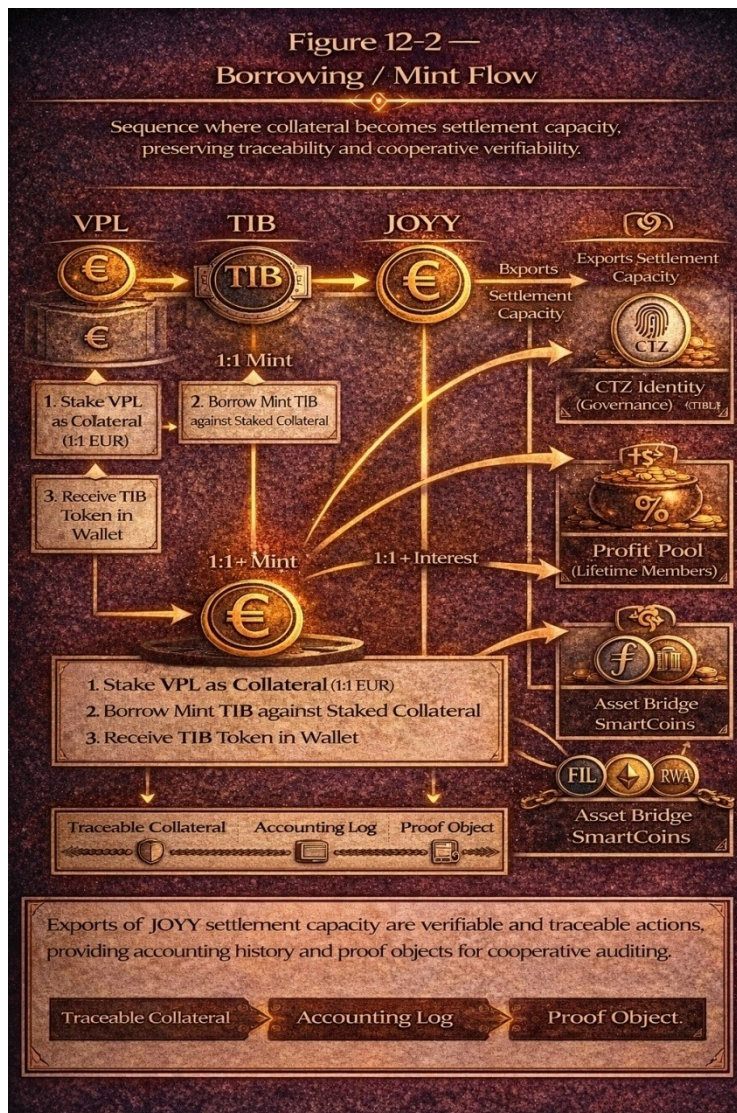 Figure 12-2 —
Borrowing / Mint Flow
Sequence where collateral becomes settlement capacity,
preserving traceability and cooperative verifiability.
VPL
TIB
JOYY
€
TIB
€
Bxports
Settlement
Capacity
Exports Settlement
Capacity
€
CTZ
CTZ Identity
(Governance) (TIBL)
1:1 Mint
1. Stake VPL
as Collateral
(1:1 EUR)
2. Borrow Mint TIB
against Staked Collateral
3. Receive TIB
Token in
Wallet
$
%
Profit Pool
(Lifetime Members)
1:1+Mint
1:1+Interest
€
ƒ
Asset Bridge
SmartCoins
1. Stake VPL as Collateral (1:1 EUR)
2. Borrow Mint TIB against Staked Collateral
3. Receive TIB Token in Wallet
FIL
RWA
Asset Bridge
SmartCoins
Traceable Collateral
Accounting Log
Proof Object
Exports of JOYY settlement capacity are verifiable and traceable actions,
providing accounting history and proof objects for cooperative auditing.
Traceable Collateral
Accounting Log
Proof Object.